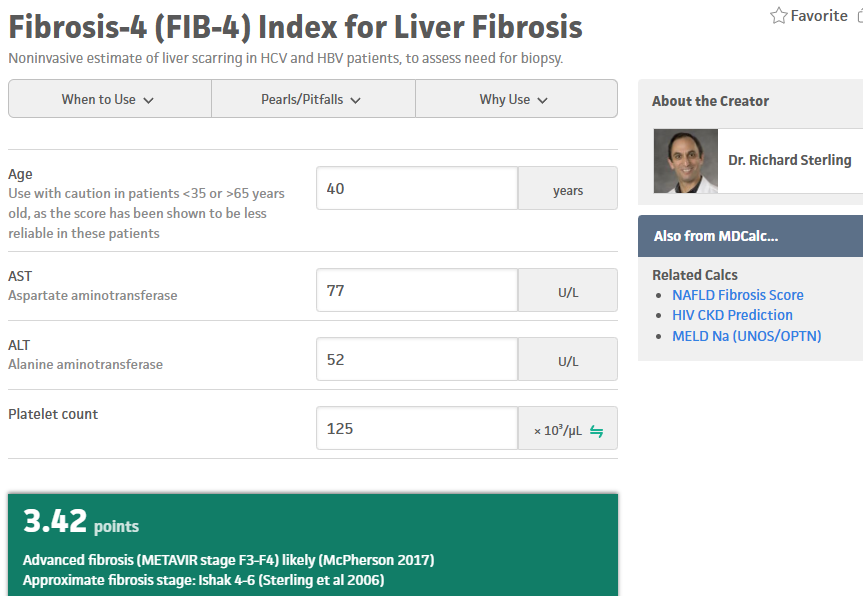 Fibrosis-4 (FIB-4) Index for Liver Fibrosis
Favorite
Noninvasive estimate of liver scarring in HCV and HBV patients, to assess need for biopsy.
When to Use
Pearls/Pitfalls
Why Use
Age
Use with caution in patients <35 or >65 years
old, as the score has been shown to be less
reliable in these patients
40
years
AST
Aspartate aminotransferase
77
U/L
ALT
Alanine aminotransferase
52
U/L
Platelet count
125
× 10³/µL
3.42 points
Advanced fibrosis (METAVIR stage F3-F4) likely (McPherson 2017)
Approximate fibrosis stage: Ishak 4-6 (Sterling et al 2006)
About the Creator
Dr. Richard Sterling
Also from MDCalc...
Related Calcs
NAFLD Fibrosis Score
HIV CKD Prediction
MELD Na (UNOS/OPTN)